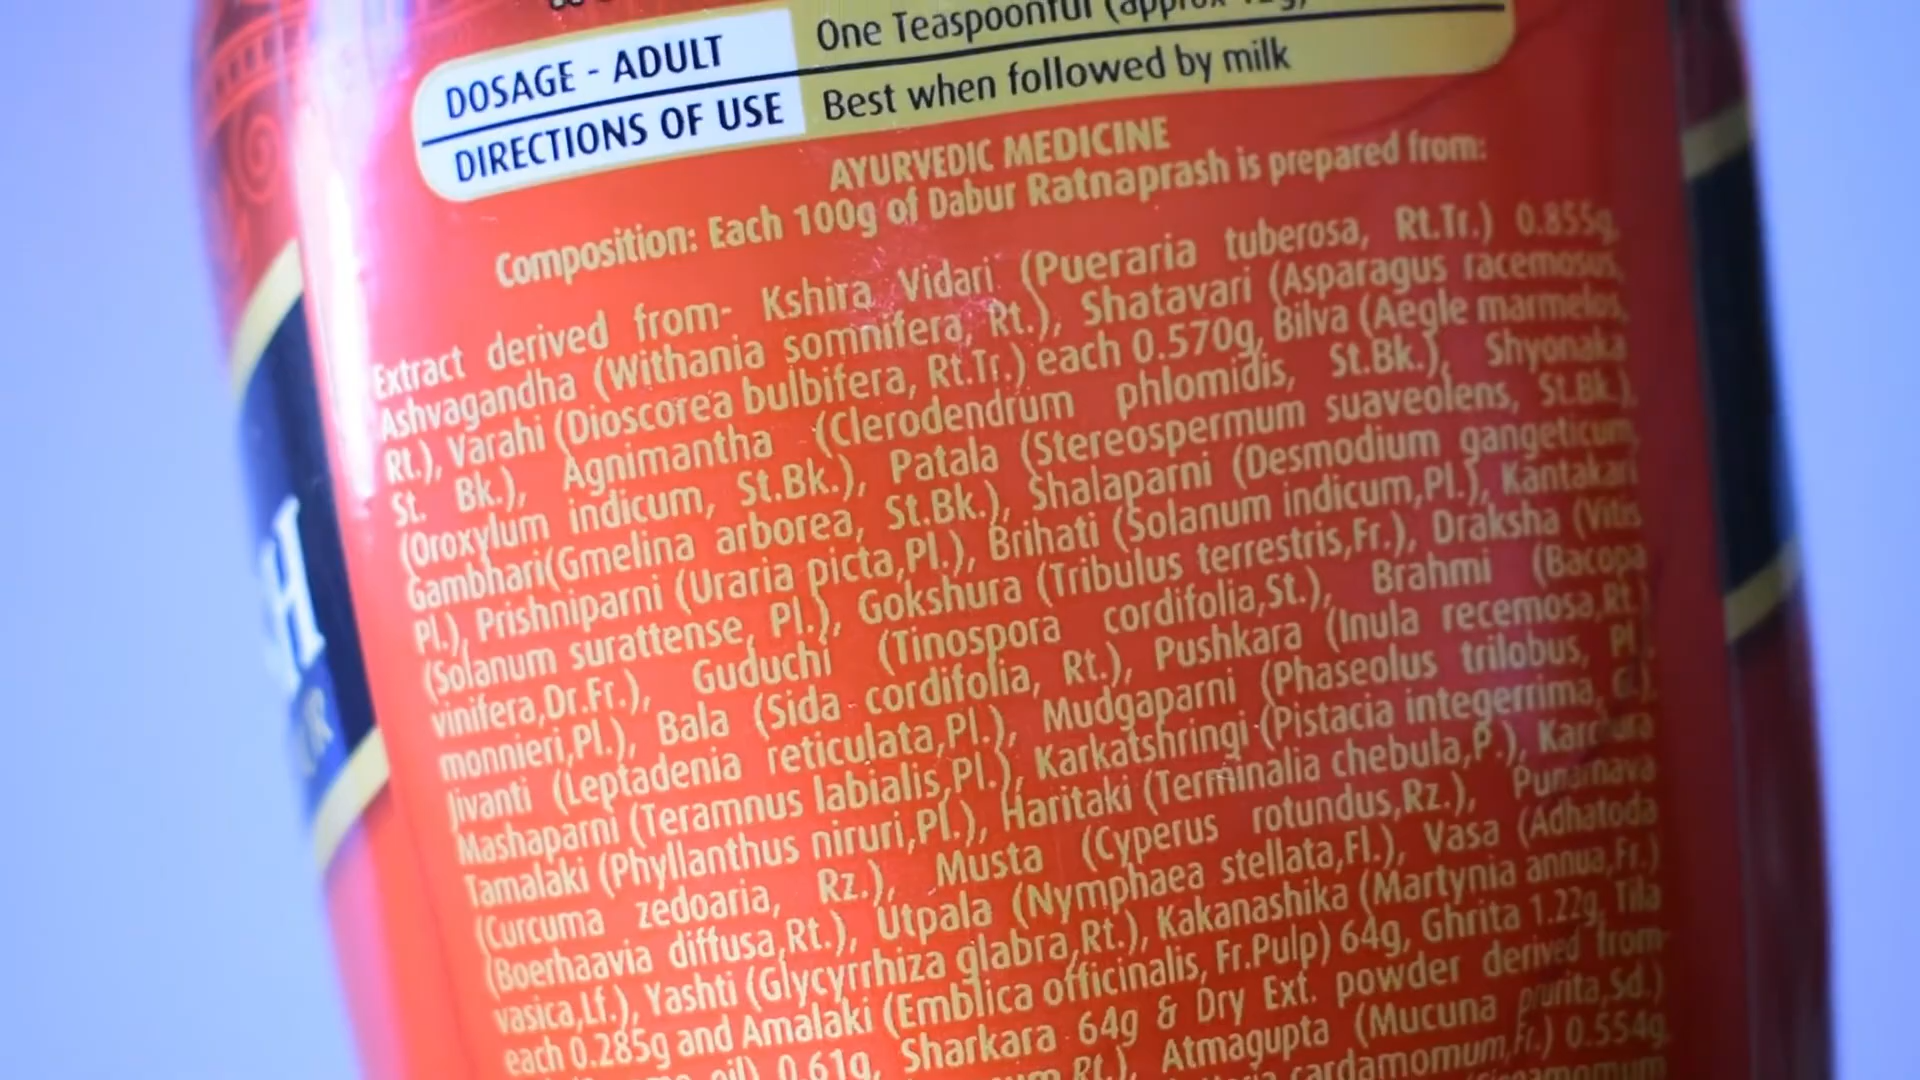 DOSAGE - ADULT One Teaspoonful (approx 12g)
DIRECTIONS OF USE Best when followed by milk
AYURVEDIC MEDICINE
Composition: Each 100g of Dabur Ratnaprash is prepared from:
Extract derived from- Kshira Vidari (Pueraria tuberosa, Rt.Tr.) 0.855g,
Ashvagandha (Withania somnifera, Rt.), Shatavari (Asparagus racemosus,
Rt.), Varahi (Dioscorea bulbifera, Rt.Tr.) each 0.570g, Bilva (Aegle marmelos,
St. Bk.), Agnimantha (Clerodendrum phlomidis, St.Bk.), Shyonaka
(Oroxylum indicum, St.Bk.), Patala (Stereospermum suaveolens, St.Bk.),
Gambhari(Gmelina arborea, St.Bk.), Shalaparni (Desmodium gangeticum,
Pl.), Prishniparni (Uraria picta,Pl.), Brihati (Solanum indicum,Pl.), Kantakari
(Solanum surattense, Pl.), Gokshura (Tribulus terrestris,Fr.), Draksha (Vitis
vinifera,Dr.Fr.), Guduchi (Tinospora cordifolia,St.), Brahmi (Bacopa
monnieri,Pl.), Bala (Sida cordifolia, Rt.), Pushkara (Inula recemosa,Rt.)
Jivanti (Leptadenia reticulata,Pl.), Mudgaparni (Phaseolus trilobus, Pl.),
Mashaparni (Teramnus labialis,Pl.), Karkatshringi (Pistacia integerrima, G.),
Tamalaki (Phyllanthus niruri,Pl.), Haritaki (Terminalia chebula,P.), Karchura
(Curcuma zedoaria, Rz.), Musta (Cyperus rotundus,Rz.), Punarnava
(Boerhaavia diffusa,Rt.), Utpala (Nymphaea stellata,Fl.), Vasa (Adhatoda
vasica,Lf.), Yashti (Glycyrrhiza glabra,Rt.), Kakanashika (Martynia annua,Fr.)
each 0.285g and Amalaki (Emblica officinalis, Fr.Pulp) 64g, Ghrita 1.22g, Tila
oil) 0.61g, Sharkara 64g & Dry Ext. powder derived from-
Rt.), Atmagupta (Mucuna prurita,Sd.)
cardamomum,Fr.) 0.554g,
H